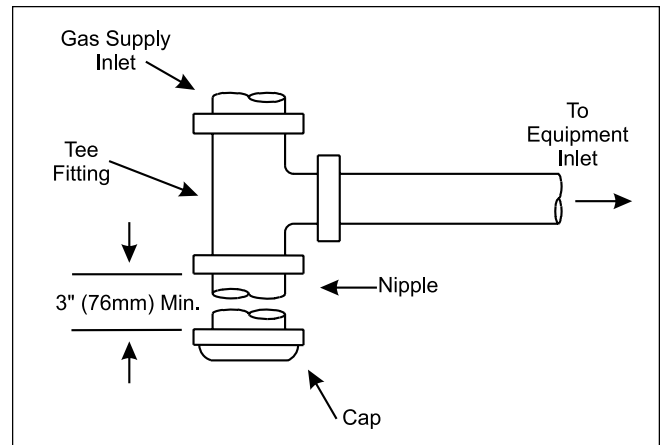 Gas Supply
Inlet
To
Equipment
Inlet
Tee
Fitting
3" (76mm) Min.
Nipple
Cap